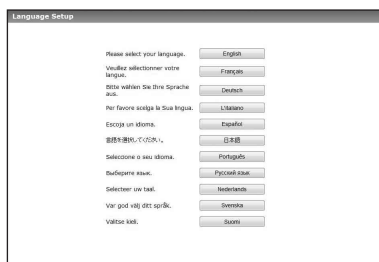 Language Setup
Please select your language. English
Veuillez sélectionner votre
langue. Français
Bitte wählen Sie Ihre Sprache
aus. Deutsch
Per favore scelga la Sua lingua. L'italiano
Escoja un idioma. Español
言語を選択してください。 日本語
Seleccione o seu idioma. Português
Выберите язык. Русский язык
Selecteer uw taal. Nederlands
Var god välj ditt språk. Svenska
Valitse kieli. Suomi